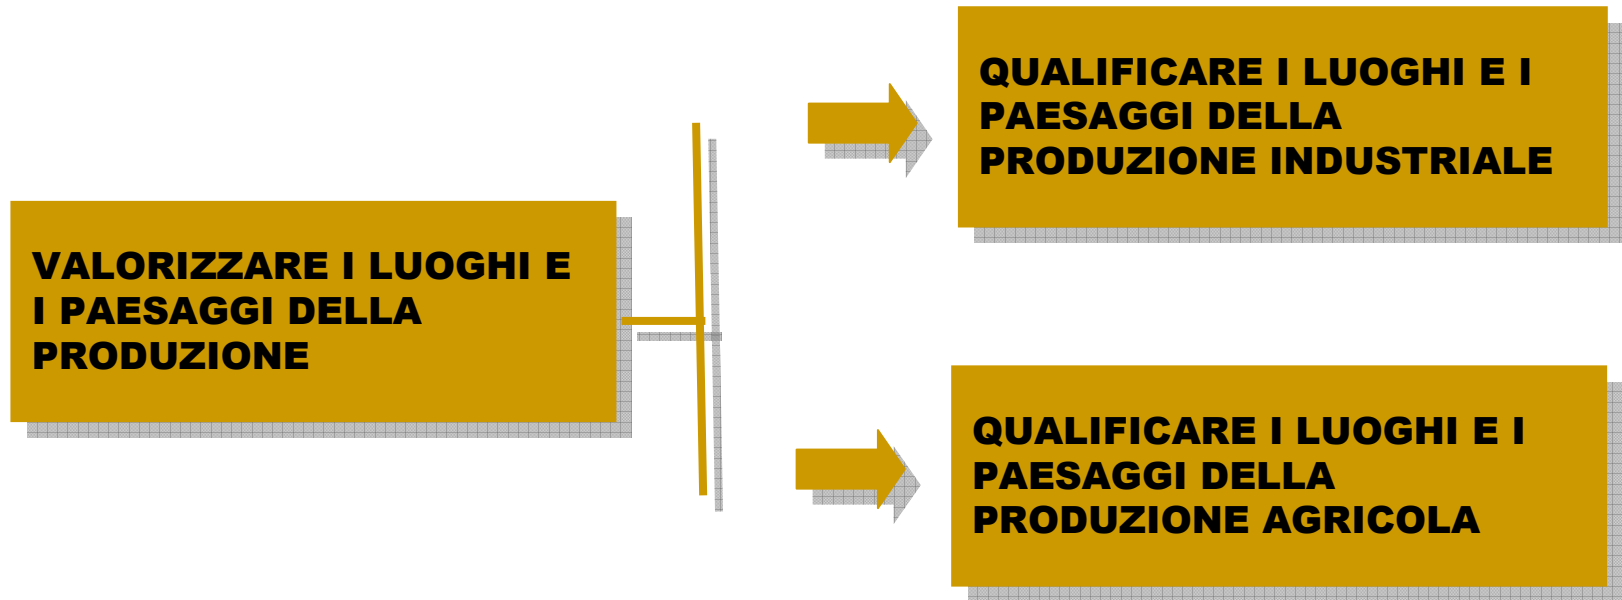 VALORIZZARE I LUOGHI E
I PAESAGGI DELLA
PRODUZIONE
QUALIFICARE I LUOGHI E I
PAESAGGI DELLA
PRODUZIONE INDUSTRIALE
QUALIFICARE I LUOGHI E I
PAESAGGI DELLA
PRODUZIONE AGRICOLA